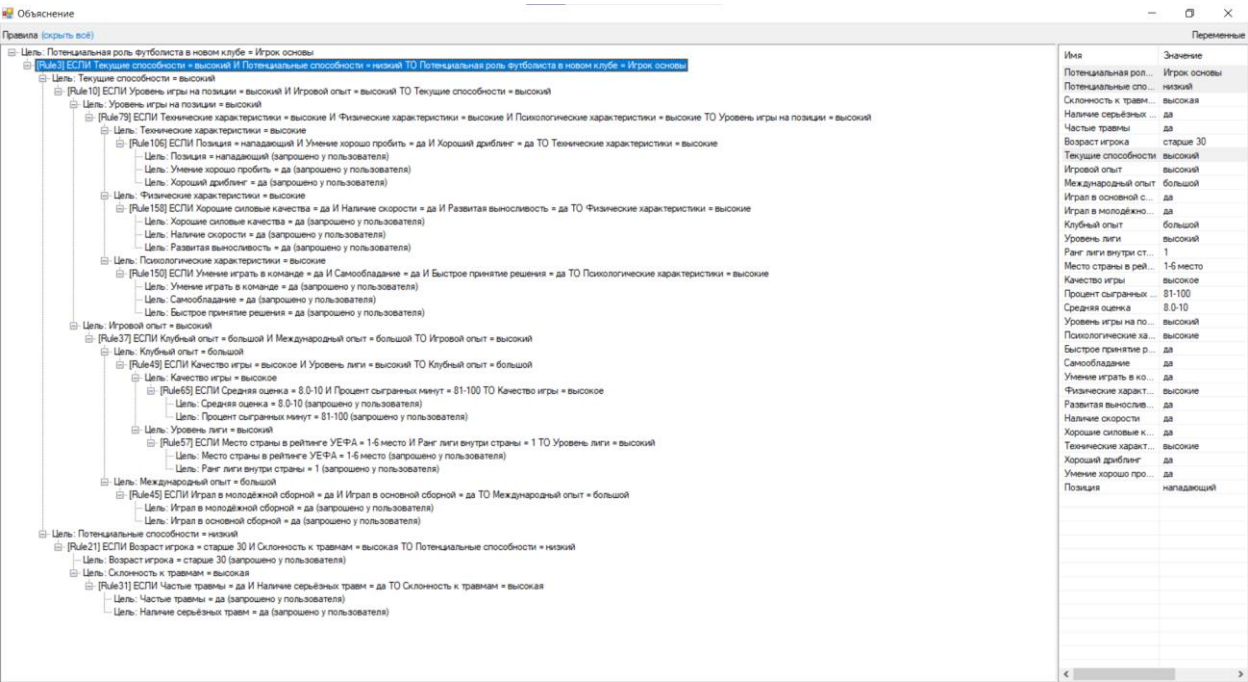 Объяснение
Правила (скрыть всё)
Переменные
Цель: Потенциальная роль футболиста в новом клубе = Игрок основы
[Rule3] ЕСЛИ Текущие способности = высокий И Потенциальные способности = низкий ТО Потенциальная роль футболиста в новом клубе = Игрок основы
Цель: Текущие способности = высокий
[Rule10] ЕСЛИ Уровень игры на позиции = высокий И Игровой опыт = высокий ТО Текущие способности = высокий
Цель: Уровень игры на позиции = высокий
[Rule79] ЕСЛИ Технические характеристики = высокие И Физические характеристики = высокие И Психологические характеристики = высокие ТО Уровень игры на позиции = высокий
Цель: Технические характеристики = высокие
[Rule106] ЕСЛИ Позиция = нападающий И Умение хорошо пробить = да И Хороший дриблинг = да ТО Технические характеристики = высокие
Цель: Позиция = нападающий (запрошено у пользователя)
Цель: Умение хорошо пробить = да (запрошено у пользователя)
Цель: Хороший дриблинг = да (запрошено у пользователя)
Цель: Физические характеристики = высокие
[Rule158] ЕСЛИ Хорошие силовые качества = да И Наличие скорости = да И Развитая выносливость = да ТО Физические характеристики = высокие
Цель: Хорошие силовые качества = да (запрошено у пользователя)
Цель: Наличие скорости = да (запрошено у пользователя)
Цель: Развитая выносливость = да (запрошено у пользователя)
Цель: Психологические характеристики = высокие
[Rule150] ЕСЛИ Умение играть в команде = да И Самообладание = да И Быстрое принятие решения = да ТО Психологические характеристики = высокие
Цель: Умение играть в команде = да (запрошено у пользователя)
Цель: Самообладание = да (запрошено у пользователя)
Цель: Быстрое принятие решения = да (запрошено у пользователя)
Цель: Игровой опыт = высокий
[Rule37] ЕСЛИ Клубный опыт = большой И Международный опыт = большой ТО Игровой опыт = высокий
Цель: Клубный опыт = большой
[Rule49] ЕСЛИ Качество игры = высокое И Уровень лиги = высокий ТО Клубный опыт = большой
Цель: Качество игры = высокое
[Rule65] ЕСЛИ Средняя оценка = 8.0-10 И Процент сыгранных минут = 81-100 ТО Качество игры = высокое
Цель: Средняя оценка = 8.0-10 (запрошено у пользователя)
Цель: Процент сыгранных минут = 81-100 (запрошено у пользователя)
Цель: Уровень лиги = высокий
[Rule57] ЕСЛИ Место страны в рейтинге УЕФА = 1-6 место И Ранг лиги внутри страны = 1 ТО Уровень лиги = высокий
Цель: Место страны в рейтинге УЕФА = 1-6 место (запрошено у пользователя)
Цель: Ранг лиги внутри страны = 1 (запрошено у пользователя)
Цель: Международный опыт = большой
[Rule45] ЕСЛИ Играл в молодёжной сборной = да И Играл в основной сборной = да ТО Международный опыт = большой
Цель: Играл в молодёжной сборной = да (запрошено у пользователя)
Цель: Играл в основной сборной = да (запрошено у пользователя)
Цель: Потенциальные способности = низкий
[Rule21] ЕСЛИ Возраст игрока = старше 30 И Склонность к травмам = высокая ТО Потенциальные способности = низкий
Цель: Возраст игрока = старше 30 (запрошено у пользователя)
Цель: Склонность к травмам = высокая
[Rule31] ЕСЛИ Частые травмы = да И Наличие серьёзных травм = да ТО Склонность к травмам = высокая
Цель: Частые травмы = да (запрошено у пользователя)
Цель: Наличие серьёзных травм = да (запрошено у пользователя)
Имя Значение
Потенциальная рол... Игрок основы
Потенциальные спо... низкий
Склонность к травм... высокая
Наличие серьёзных ... да
Частые травмы да
Возраст игрока старше 30
Текущие способности высокий
Игровой опыт высокий
Международный опыт большой
Играл в основной с... да
Играл в молодёжно... да
Клубный опыт большой
Уровень лиги высокий
Ранг лиги внутри ст... 1
Место страны в рей... 1-6 место
Качество игры высокое
Процент сыгранных ... 81-100
Средняя оценка 8.0-10
Уровень игры на по... высокий
Психологические ха... высокие
Быстрое принятие р... да
Самообладание да
Умение играть в ко... да
Физические характ... высокие
Развитая вынослив... да
Наличие скорости да
Хорошие силовые к... да
Технические характ... высокие
Хороший дриблинг да
Умение хорошо про... да
Позиция нападающий